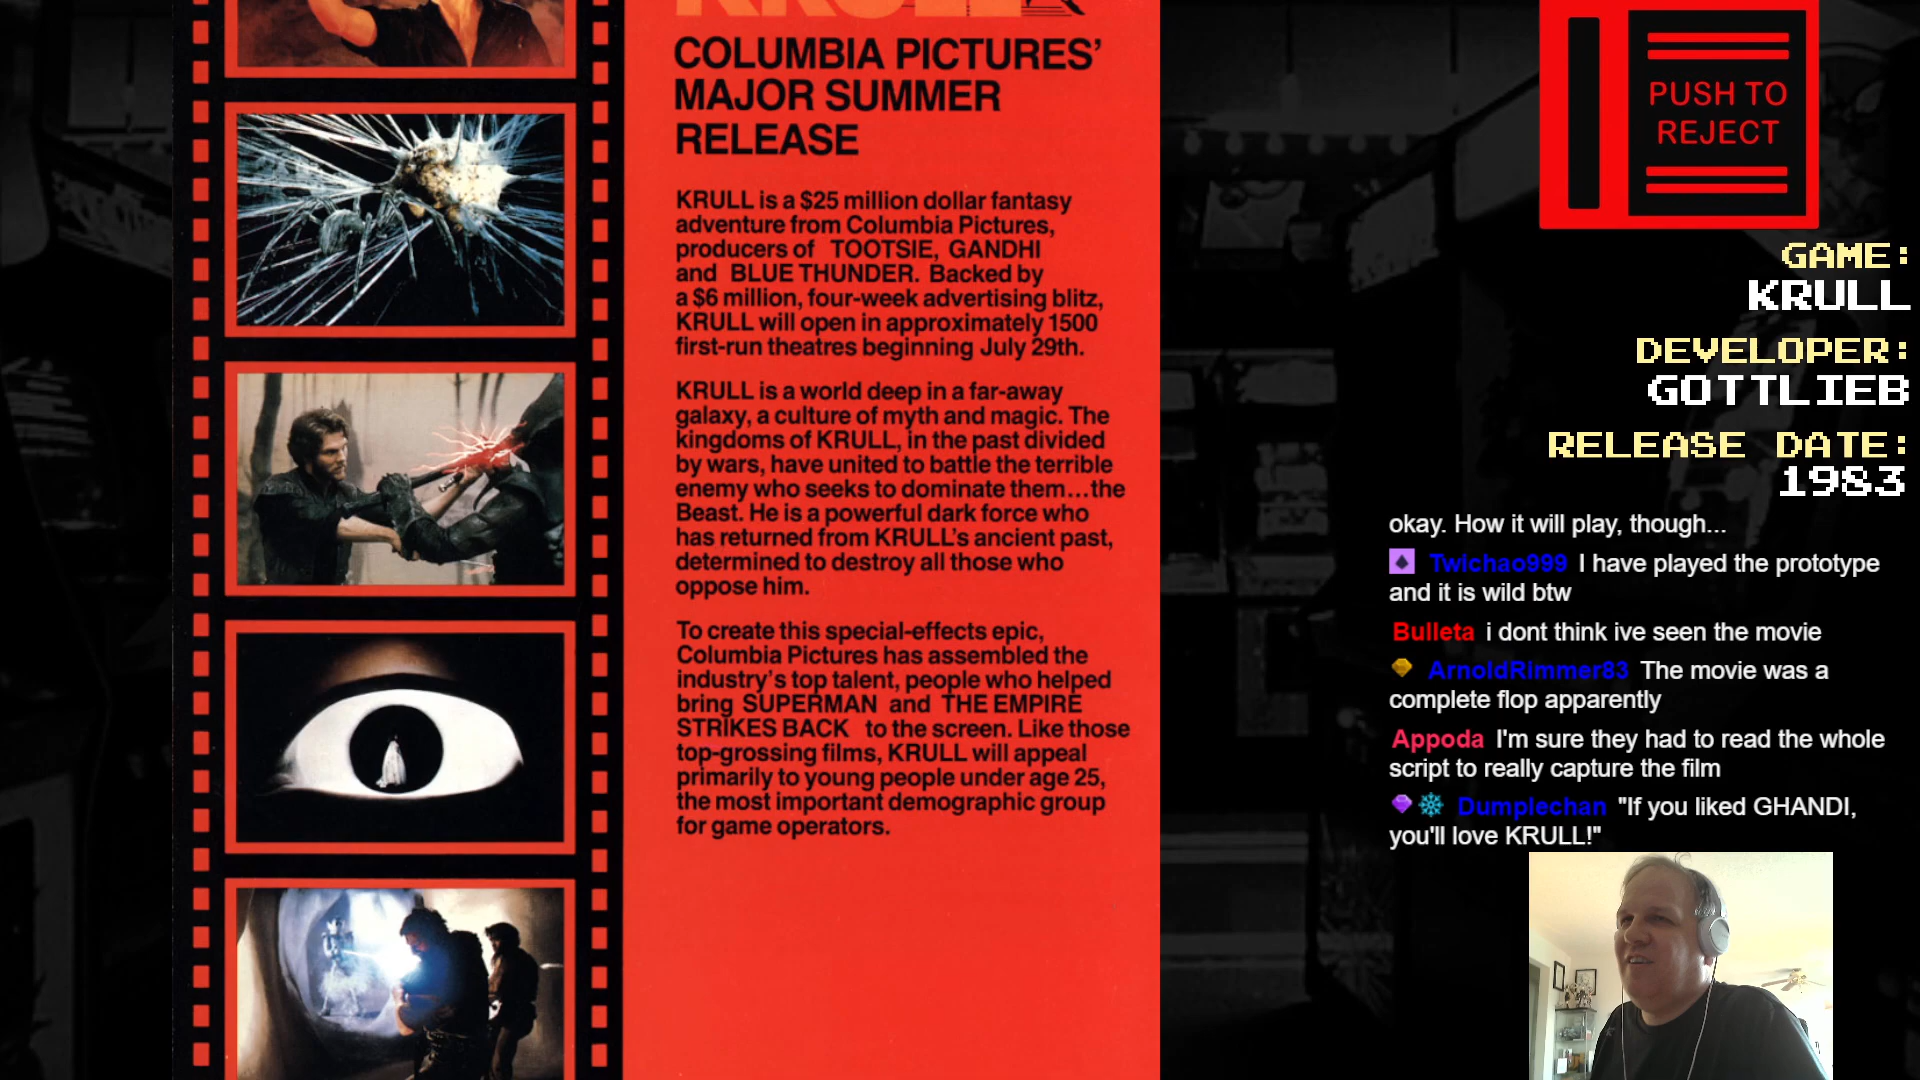 KRULL
COLUMBIA PICTURES'
MAJOR SUMMER
RELEASE
KRULL is a $25 million dollar fantasy
adventure from Columbia Pictures,
producers of TOOTSIE, GANDHI
and BLUE THUNDER. Backed by
a $6 million, four-week advertising blitz,
KRULL will open in approximately 1500
first-run theatres beginning July 29th.
KRULL is a world deep in a far-away
galaxy, a culture of myth and magic. The
kingdoms of KRULL, in the past divided
by wars, have united to battle the terrible
enemy who seeks to dominate them...the
Beast. He is a powerful dark force who
has returned from KRULL's ancient past,
determined to destroy all those who
oppose him.
To create this special-effects epic,
Columbia Pictures has assembled the
industry's top talent, people who helped
bring SUPERMAN and THE EMPIRE
STRIKES BACK to the screen. Like those
top-grossing films, KRULL will appeal
primarily to young people under age 25,
the most important demographic group
for game operators.
PUSH TO
REJECT
GAME:
KRULL
DEVELOPER:
GOTTLIEB
RELEASE DATE:
1983
okay. How it will play, though...
Twichao999 I have played the prototype
and it is wild btw
Bulleta i dont think ive seen the movie
ArnoldRimmer83 The movie was a
complete flop apparently
Appoda I'm sure they had to read the whole
script to really capture the film
Dumplechan "If you liked GHANDI,
you'll love KRULL!"